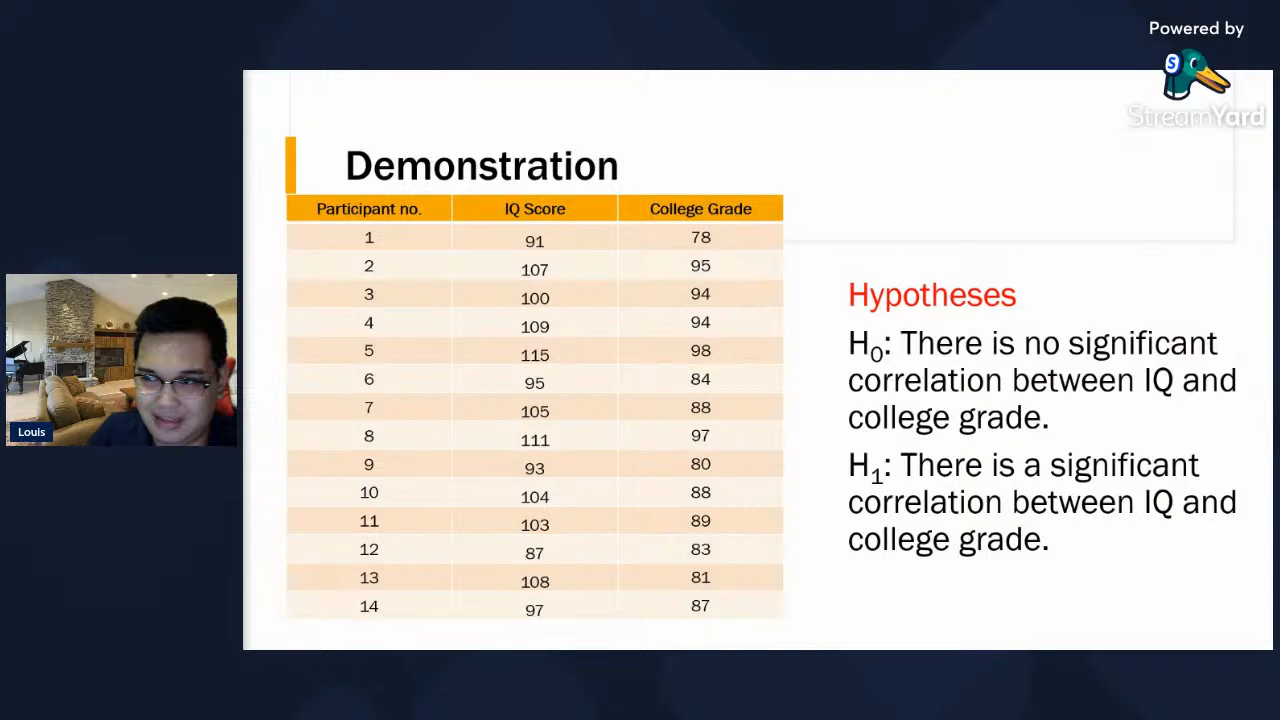 Powered by
StreamYard
Demonstration
Participant no. IQ Score College Grade
1 91 78
2 107 95
3 100 94
4 109 94
5 115 98
6 95 84
7 105 88
8 111 97
9 93 80
10 104 88
11 103 89
12 87 83
13 108 81
14 97 87
Hypotheses
H₀: There is no significant
correlation between IQ and
college grade.
H₁: There is a significant
correlation between IQ and
college grade.
Louis